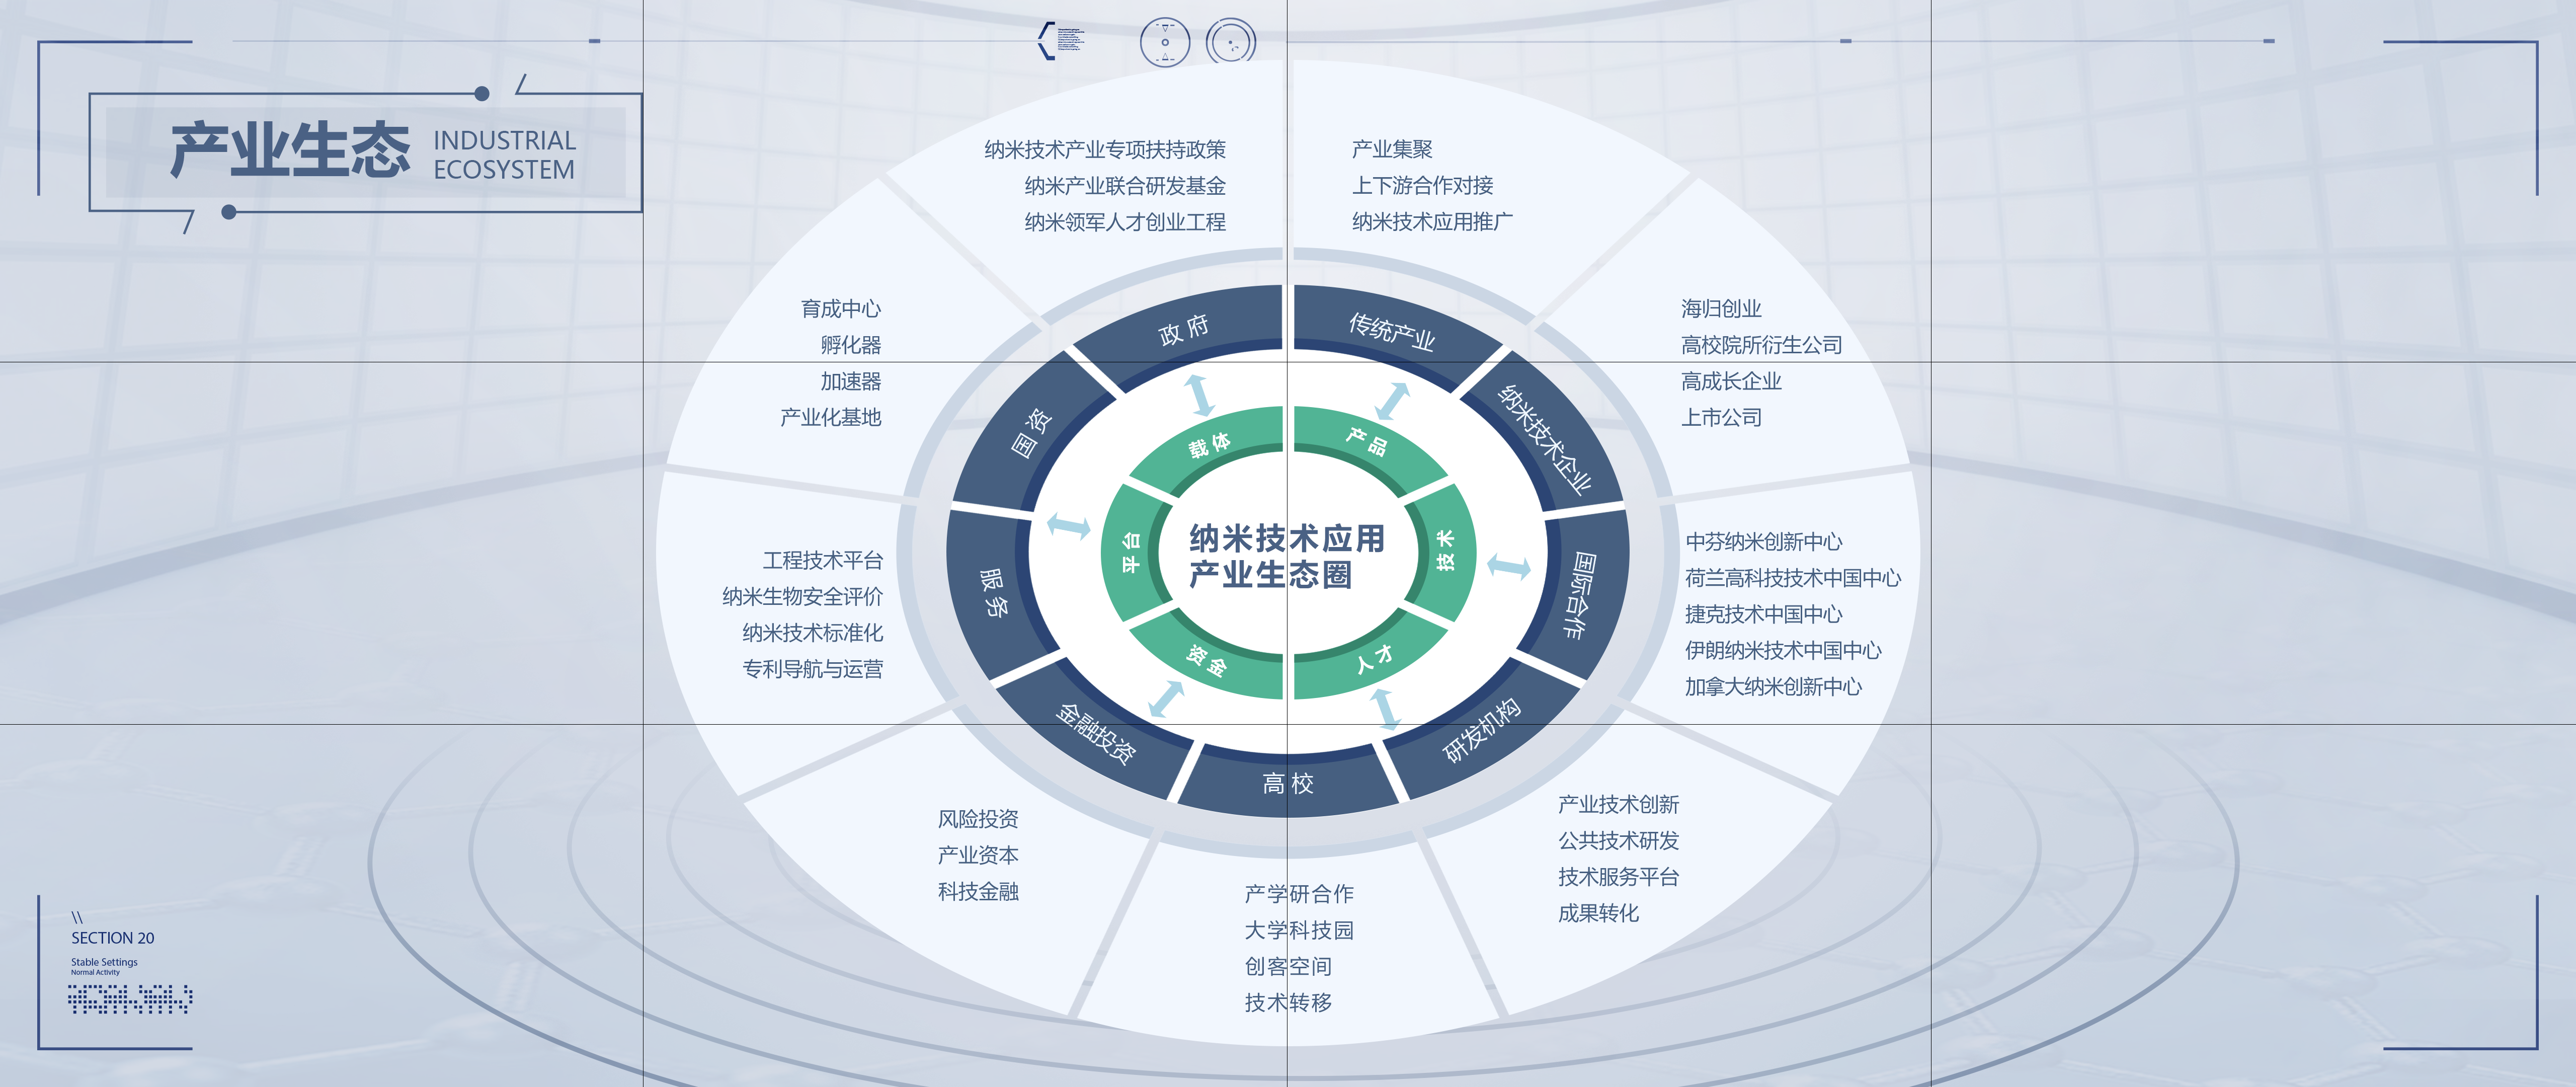 产业生态
INDUSTRIAL
ECOSYSTEM
纳米技术产业专项扶持政策
纳米产业联合研发基金
纳米领军人才创业工程
产业集聚
上下游合作对接
纳米技术应用推广
育成中心
孵化器
加速器
产业化基地
海归创业
高校院所衍生公司
高成长企业
上市公司
政府
传统产业
国资
纳米技术企业
载体
产品
平台
技术
纳米技术应用
产业生态圈
服务
国际合作
资金
人才
工程技术平台
纳米生物安全评价
纳米技术标准化
专利导航与运营
中芬纳米创新中心
荷兰高科技技术中国中心
捷克技术中国中心
伊朗纳米技术中国中心
加拿大纳米创新中心
金融投资
高校
研发机构
风险投资
产业资本
科技金融
产学研合作
大学科技园
创客空间
技术转移
产业技术创新
公共技术研发
技术服务平台
成果转化
\\
SECTION 20
Stable Settings
Normal Activity